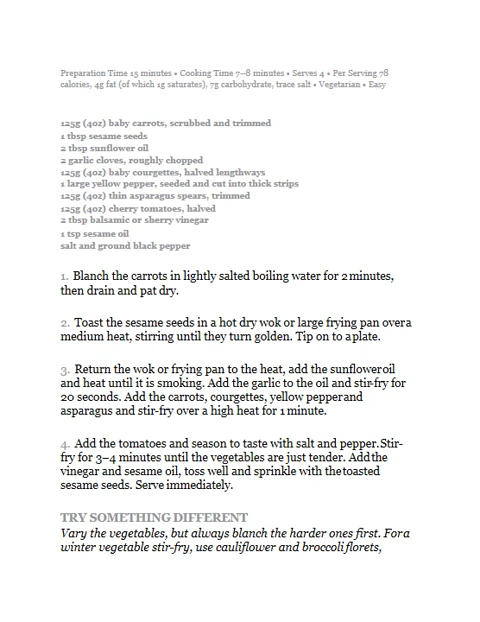 Preparation Time 15 minutes • Cooking Time 7–8 minutes • Serves 4 • Per Serving 78
calories, 4g fat (of which 1g saturates), 7g carbohydrate, trace salt • Vegetarian • Easy
125g (4oz) baby carrots, scrubbed and trimmed
1 tbsp sesame seeds
2 tbsp sunflower oil
2 garlic cloves, roughly chopped
125g (4oz) baby courgettes, halved lengthways
1 large yellow pepper, seeded and cut into thick strips
125g (4oz) thin asparagus spears, trimmed
125g (4oz) cherry tomatoes, halved
2 tbsp balsamic or sherry vinegar
1 tsp sesame oil
salt and ground black pepper
1. Blanch the carrots in lightly salted boiling water for 2 minutes,
then drain and pat dry.
2. Toast the sesame seeds in a hot dry wok or large frying pan over a
medium heat, stirring until they turn golden. Tip on to a plate.
3. Return the wok or frying pan to the heat, add the sunflower oil
and heat until it is smoking. Add the garlic to the oil and stir-fry for
20 seconds. Add the carrots, courgettes, yellow pepper and
asparagus and stir-fry over a high heat for 1 minute.
4. Add the tomatoes and season to taste with salt and pepper. Stir-
fry for 3–4 minutes until the vegetables are just tender. Add the
vinegar and sesame oil, toss well and sprinkle with the toasted
sesame seeds. Serve immediately.
TRY SOMETHING DIFFERENT
Vary the vegetables, but always blanch the harder ones first. For a
winter vegetable stir-fry, use cauliflower and broccoli florets,